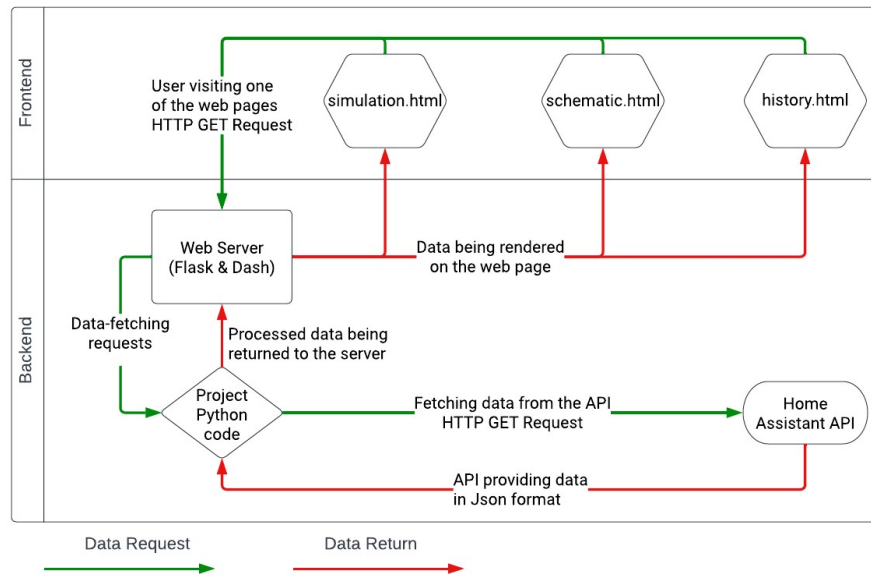 Frontend
User visiting one
of the web pages
HTTP GET Request
simulation.html
schematic.html
history.html
Backend
Web Server
(Flask & Dash)
Data being rendered
on the web page
Data-fetching
requests
Processed data being
returned to the server
Project
Python
code
Fetching data from the API
HTTP GET Request
Home
Assistant API
API providing data
in Json format
Data Request
Data Return